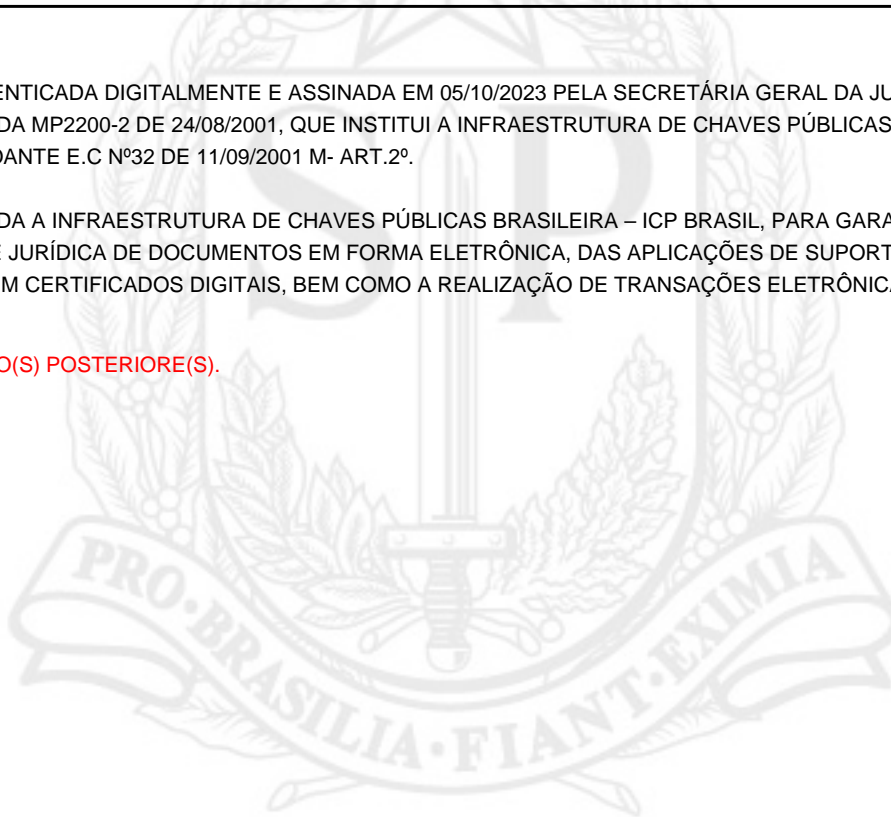 ENTICADA DIGITALMENTE E ASSINADA EM 05/10/2023 PELA SECRETÁRIA GERAL DA JU
DA MP2200-2 DE 24/08/2001, QUE INSTITUI A INFRAESTRUTURA DE CHAVES PÚBLICAS
DANTE E.C Nº32 DE 11/09/2001 M- ART.2º.
DA A INFRAESTRUTURA DE CHAVES PÚBLICAS BRASILEIRA – ICP BRASIL, PARA GARA
E JURÍDICA DE DOCUMENTOS EM FORMA ELETRÔNICA, DAS APLICAÇÕES DE SUPORT
M CERTIFICADOS DIGITAIS, BEM COMO A REALIZAÇÃO DE TRANSAÇÕES ELETRÔNICA
O(S) POSTERIORE(S).
SP
PRO·BRASILIA·FIANT·EXIMIA